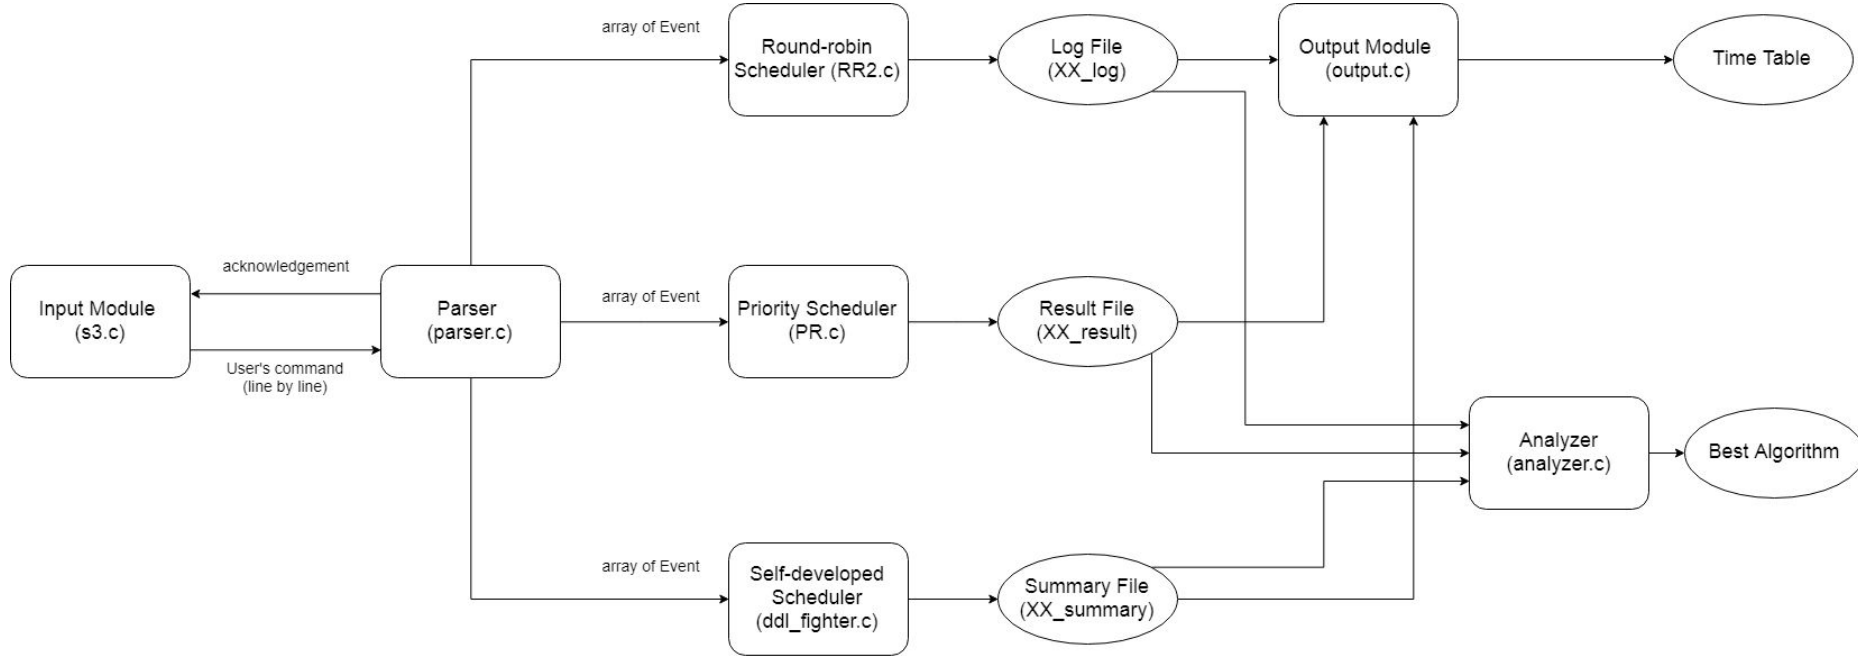 array of Event
Round-robin
Scheduler (RR2.c)
Log File
(XX_log)
Output Module
(output.c)
Time Table
acknowledgement
Input Module
(s3.c)
User's command
(line by line)
Parser
(parser.c)
array of Event
Priority Scheduler
(PR.c)
Result File
(XX_result)
Analyzer
(analyzer.c)
Best Algorithm
array of Event
Self-developed
Scheduler
(ddl_fighter.c)
Summary File
(XX_summary)